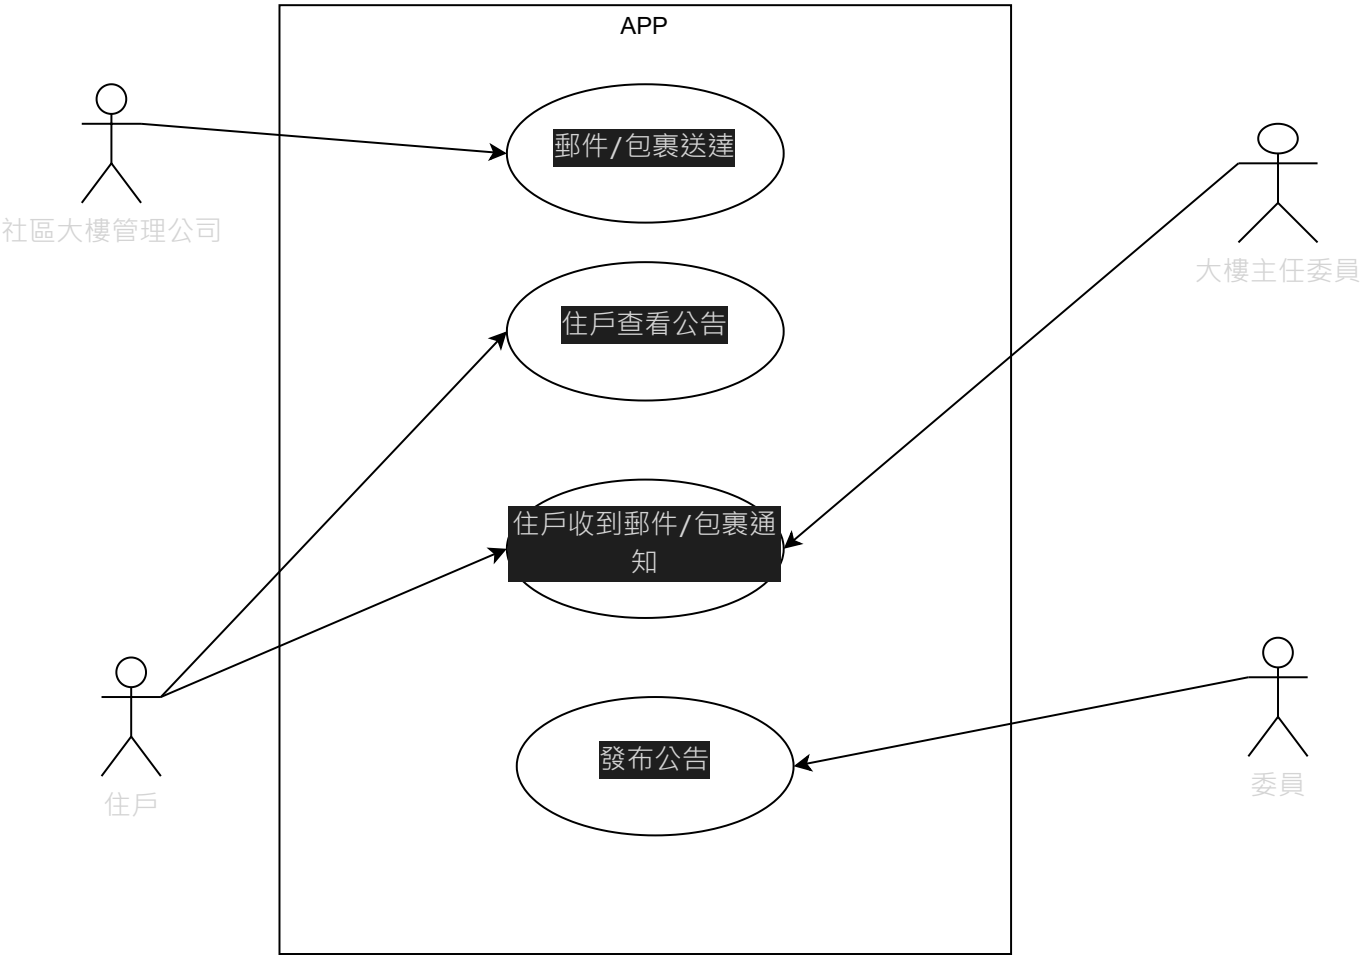 APP
郵件/包裹送達
社區大樓管理公司
大樓主任委員
住戶查看公告
住戶收到郵件/包裹通
知
發布公告
委員
住戶